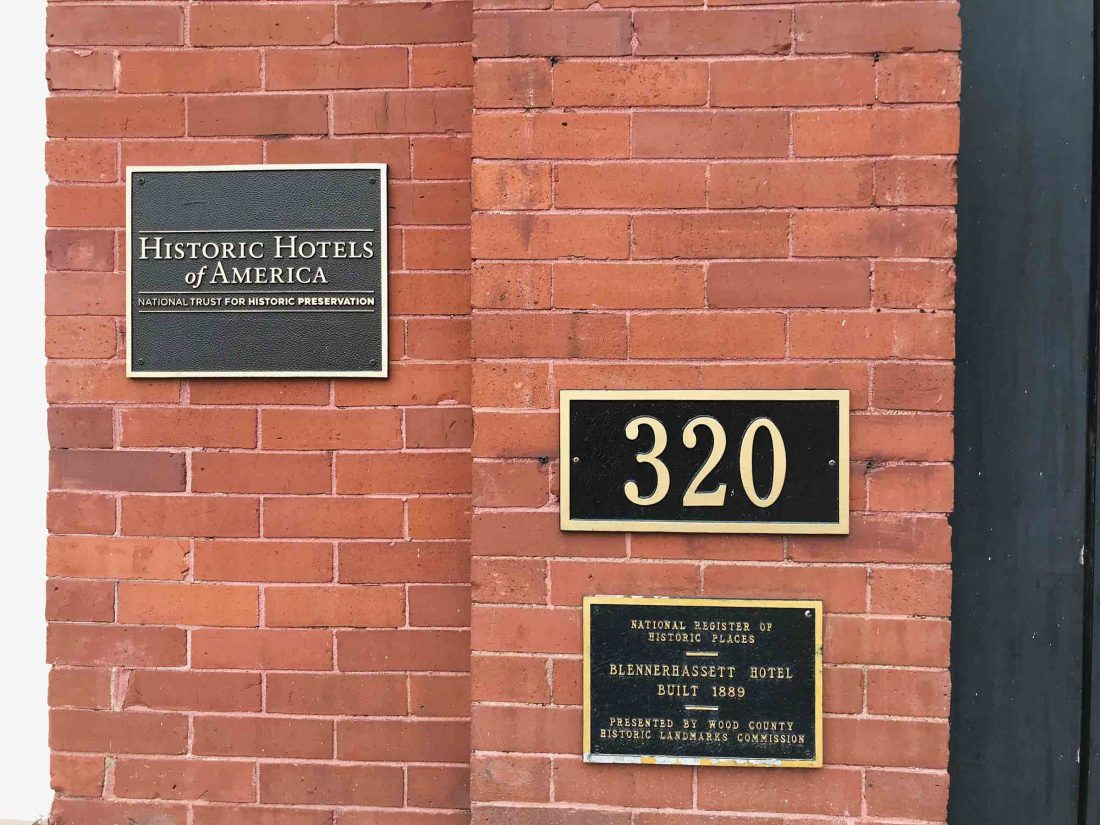 HISTORIC HOTELS
of AMERICA
NATIONAL TRUST FOR HISTORIC PRESERVATION
320
NATIONAL REGISTER OF
HISTORIC PLACES
BLENNERHASSETT HOTEL
BUILT 1889
PRESENTED BY WOOD COUNTY
HISTORIC LANDMARKS COMMISSION